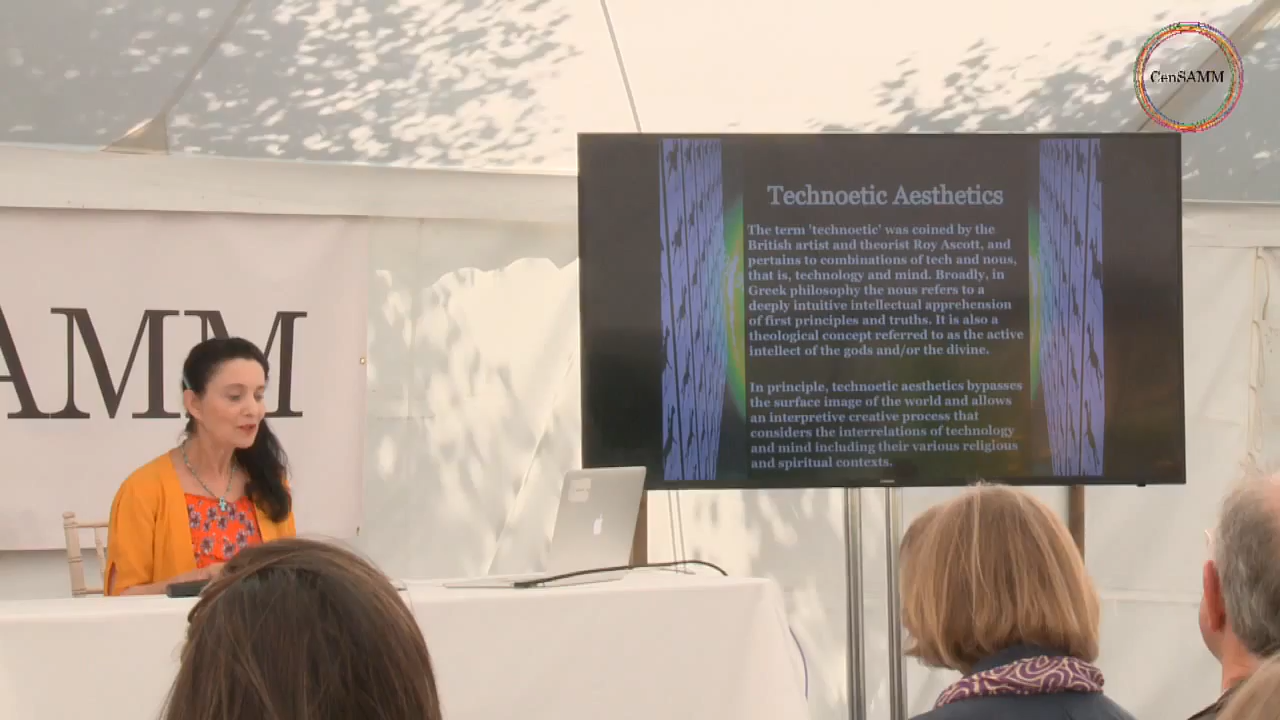 CenSAMM
AMM
Technoetic Aesthetics
The term 'technoetic' was coined by the
British artist and theorist Roy Ascott, and
pertains to combinations of tech and nous,
that is, technology and mind. Broadly, in
Greek philosophy the nous refers to a
deeply intuitive intellectual apprehension
of first principles and truths. It is also a
theological concept referred to as the active
intellect of the gods and/or the divine.
In principle, technoetic aesthetics bypasses
the surface image of the world and allows
an interpretive creative process that
considers the interrelations of technology
and mind including their various religious
and spiritual contexts.